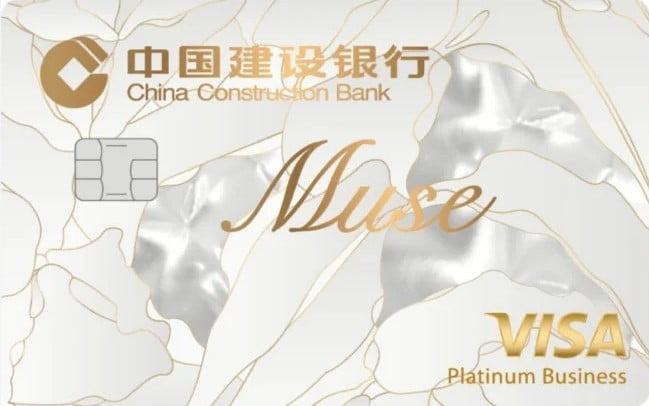 中国建设银行
China Construction Bank
Muse
VISA
Platinum Business